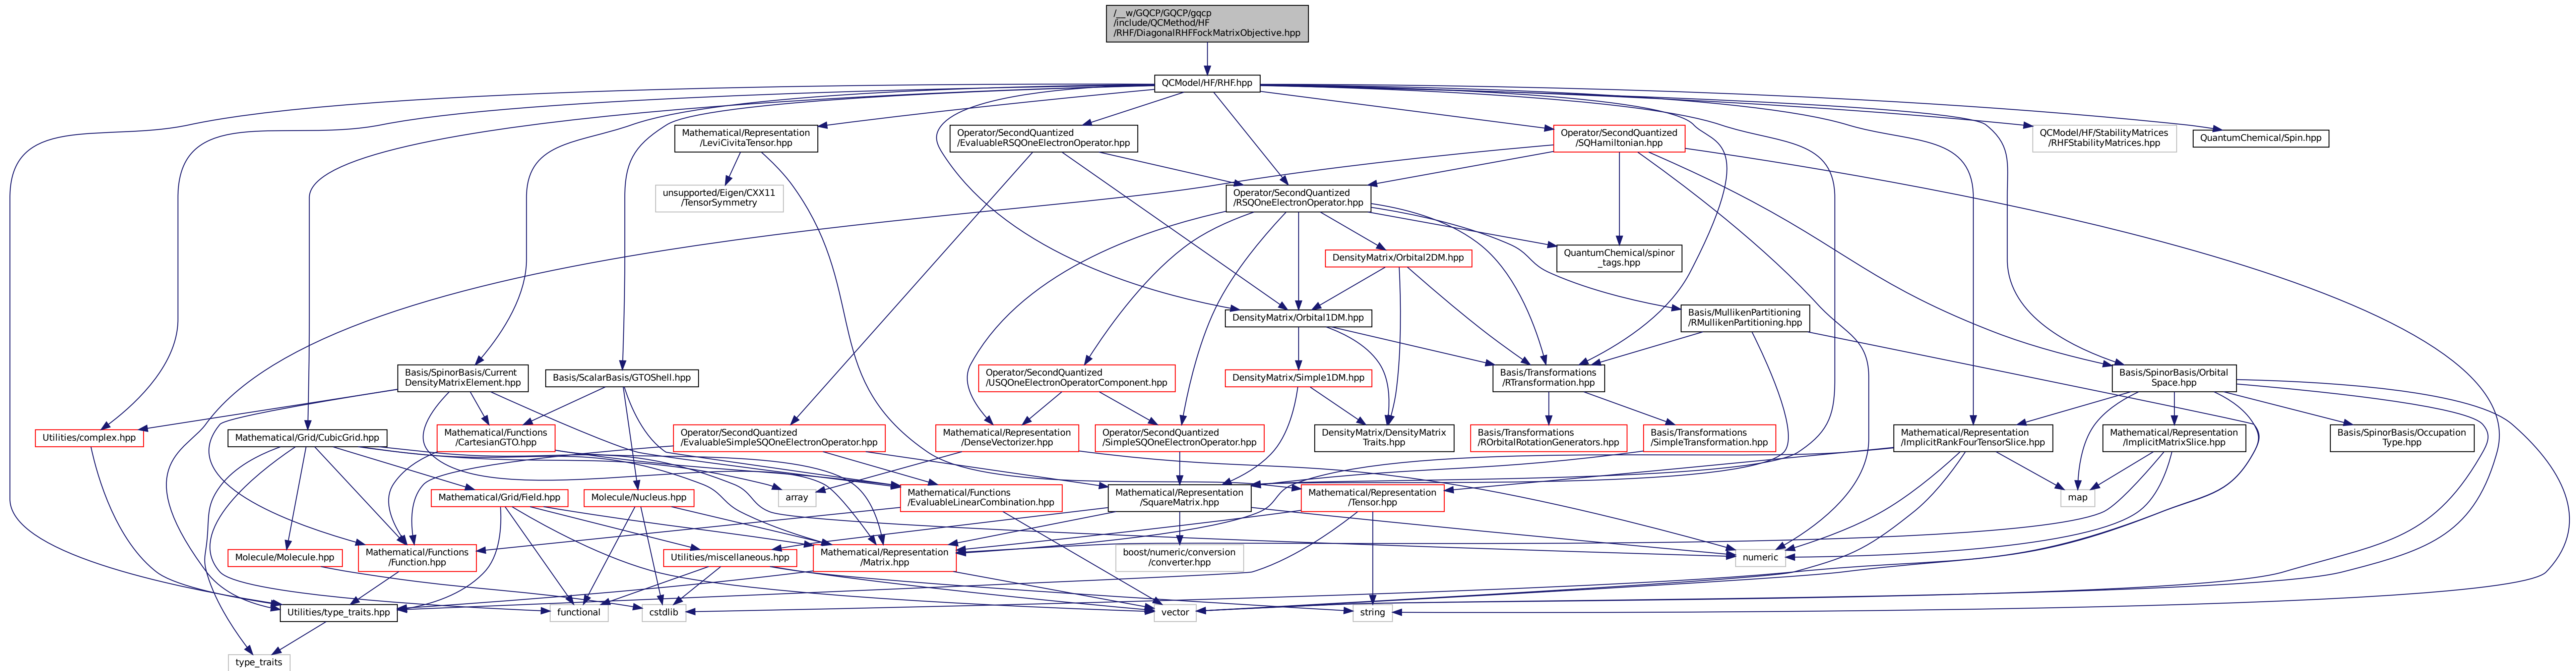 /__w/GQCP/GQCP/gqcp
/include/QCMethod/HF
/RHF/DiagonalRHFFockMatrixObjective.hpp
QCModel/HF/RHF.hpp
Mathematical/Representation
/LeviCivitaTensor.hpp
Operator/SecondQuantized
/EvaluableRSQOneElectronOperator.hpp
Operator/SecondQuantized
/SQHamiltonian.hpp
QCModel/HF/StabilityMatrices
/RHFStabilityMatrices.hpp
QuantumChemical/Spin.hpp
unsupported/Eigen/CXX11
/TensorSymmetry
Operator/SecondQuantized
/RSQOneElectronOperator.hpp
DensityMatrix/Orbital2DM.hpp
QuantumChemical/spinor
_tags.hpp
DensityMatrix/Orbital1DM.hpp
Basis/MullikenPartitioning
/RMullikenPartitioning.hpp
Basis/SpinorBasis/Current
DensityMatrixElement.hpp
Basis/ScalarBasis/GTOShell.hpp
Operator/SecondQuantized
/USQOneElectronOperatorComponent.hpp
DensityMatrix/Simple1DM.hpp
Basis/Transformations
/RTransformation.hpp
Basis/SpinorBasis/Orbital
Space.hpp
Utilities/complex.hpp
Mathematical/Grid/CubicGrid.hpp
Mathematical/Functions
/CartesianGTO.hpp
Operator/SecondQuantized
/EvaluableSimpleSQOneElectronOperator.hpp
Mathematical/Representation
/DenseVectorizer.hpp
Operator/SecondQuantized
/SimpleSQOneElectronOperator.hpp
DensityMatrix/DensityMatrix
Traits.hpp
Basis/Transformations
/ROrbitalRotationGenerators.hpp
Basis/Transformations
/SimpleTransformation.hpp
Mathematical/Representation
/ImplicitRankFourTensorSlice.hpp
Mathematical/Representation
/ImplicitMatrixSlice.hpp
Basis/SpinorBasis/Occupation
Type.hpp
Mathematical/Grid/Field.hpp
Molecule/Nucleus.hpp
array
Mathematical/Functions
/EvaluableLinearCombination.hpp
Mathematical/Representation
/SquareMatrix.hpp
Mathematical/Representation
/Tensor.hpp
map
Molecule/Molecule.hpp
Mathematical/Functions
/Function.hpp
Utilities/miscellaneous.hpp
Mathematical/Representation
/Matrix.hpp
boost/numeric/conversion
/converter.hpp
numeric
Utilities/type_traits.hpp
functional
cstdlib
vector
string
type_traits